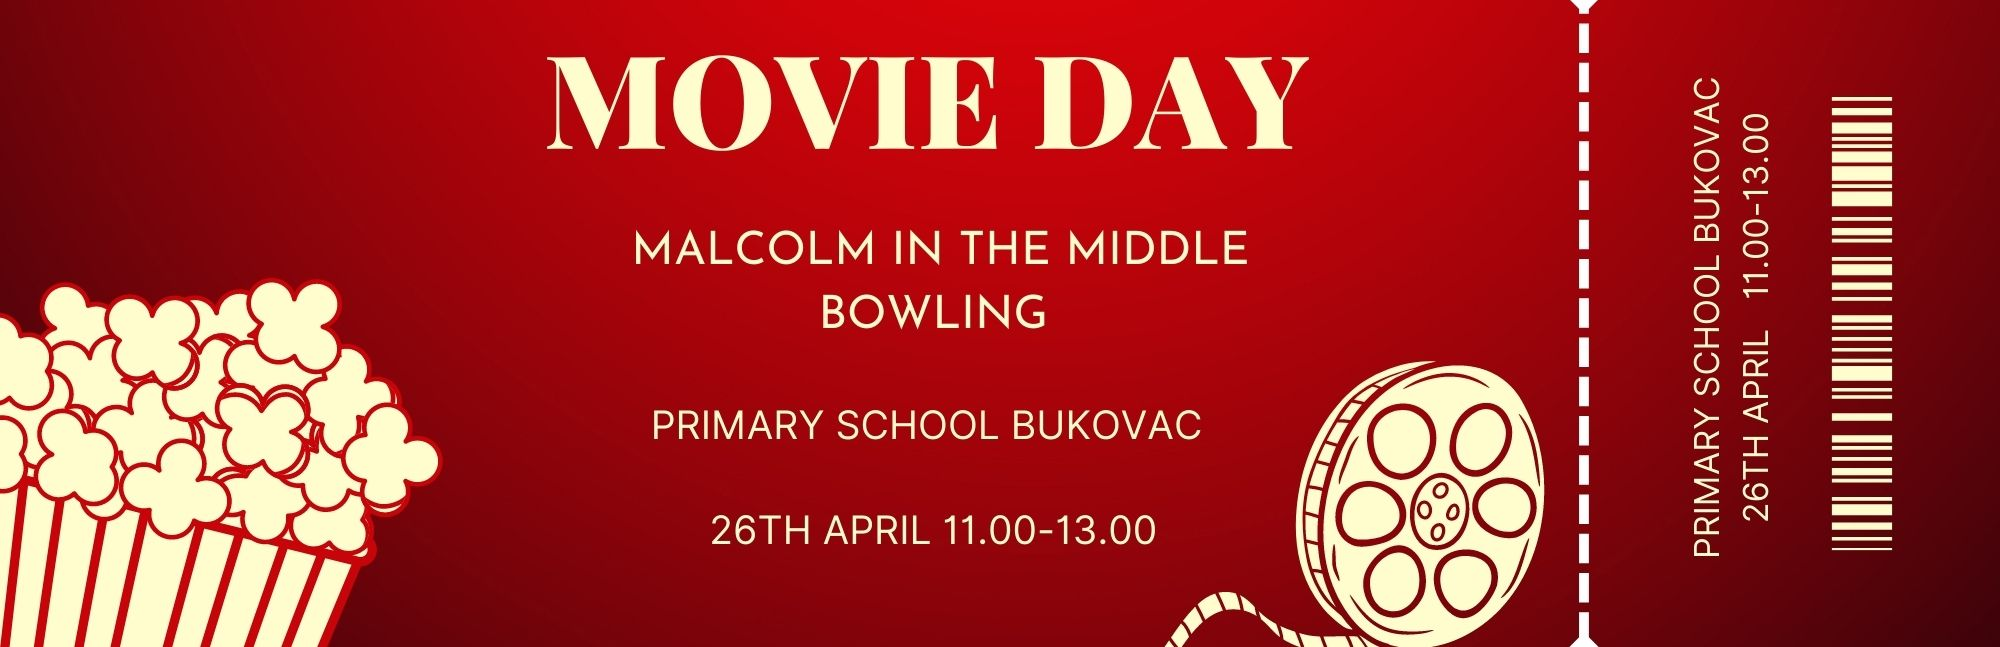 MOVIE DAY
MALCOLM IN THE MIDDLE
BOWLING
PRIMARY SCHOOL BUKOVAC
26TH APRIL 11.00-13.00
PRIMARY SCHOOL BUKOVAC
26TH APRIL 11.00-13.00